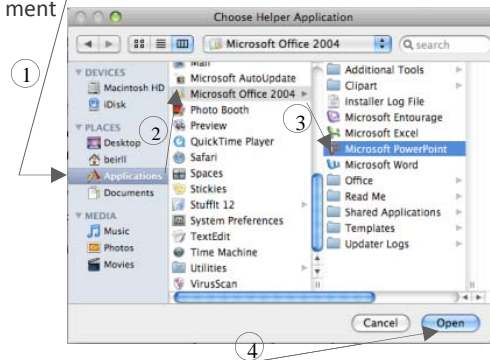 ment
Choose Helper Application
Microsoft Office 2004
search
1
2
3
4
DEVICES
Macintosh HD
iDisk
PLACES
Desktop
beirll
Applications
Documents
MEDIA
Music
Photos
Movies
Mail
Microsoft AutoUpdate
Microsoft Office 2004
Photo Booth
Preview
QuickTime Player
Safari
Spaces
Stickies
StuffIt 12
System Preferences
TextEdit
Time Machine
Utilities
VirusScan
Additional Tools
Clipart
Installer Log File
Microsoft Entourage
Microsoft Excel
Microsoft PowerPoint
Microsoft Word
Office
Read Me
Shared Applications
Templates
Updater Logs
Cancel
Open